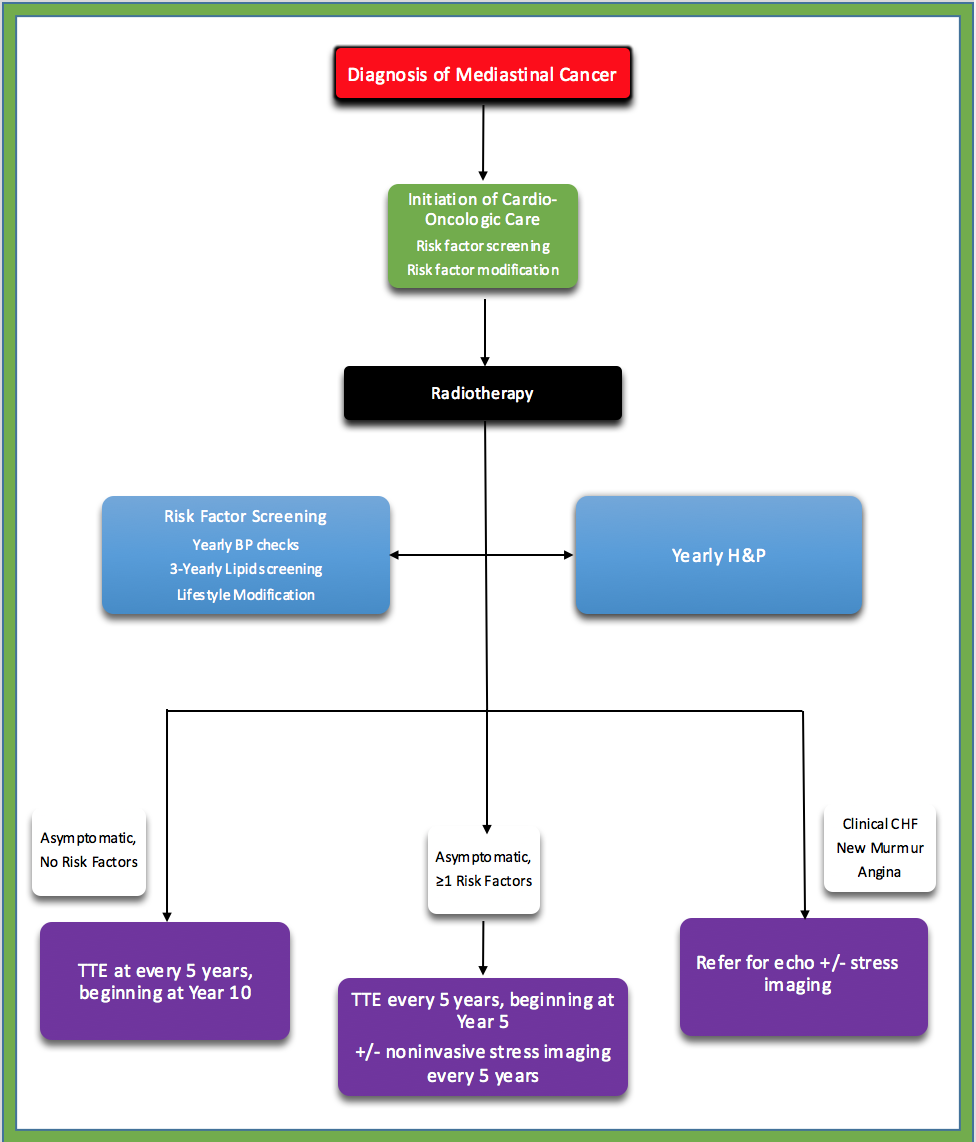 Diagnosis of Mediastinal Cancer
Initiation of Cardio-
Oncologic Care
Risk factor screening
Risk factor modification
Radiotherapy
Risk Factor Screening
Yearly BP checks
3-Yearly Lipid screening
Lifestyle Modification
Yearly H&P
Asymptomatic,
No Risk Factors
Asymptomatic,
≥1 Risk Factors
Clinical CHF
New Murmur
Angina
TTE at every 5 years,
beginning at Year 10
TTE every 5 years, beginning at
Year 5
+/- noninvasive stress imaging
every 5 years
Refer for echo +/- stress
imaging